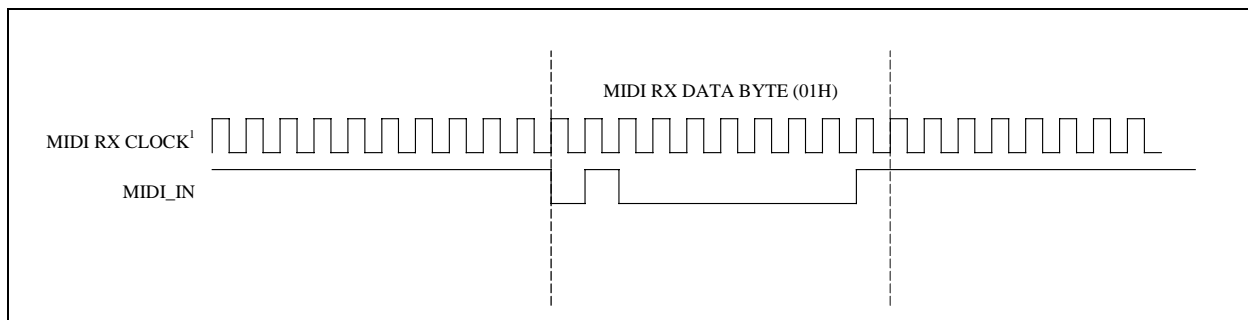 MIDI RX DATA BYTE (01H)
MIDI RX CLOCK¹
MIDI_IN